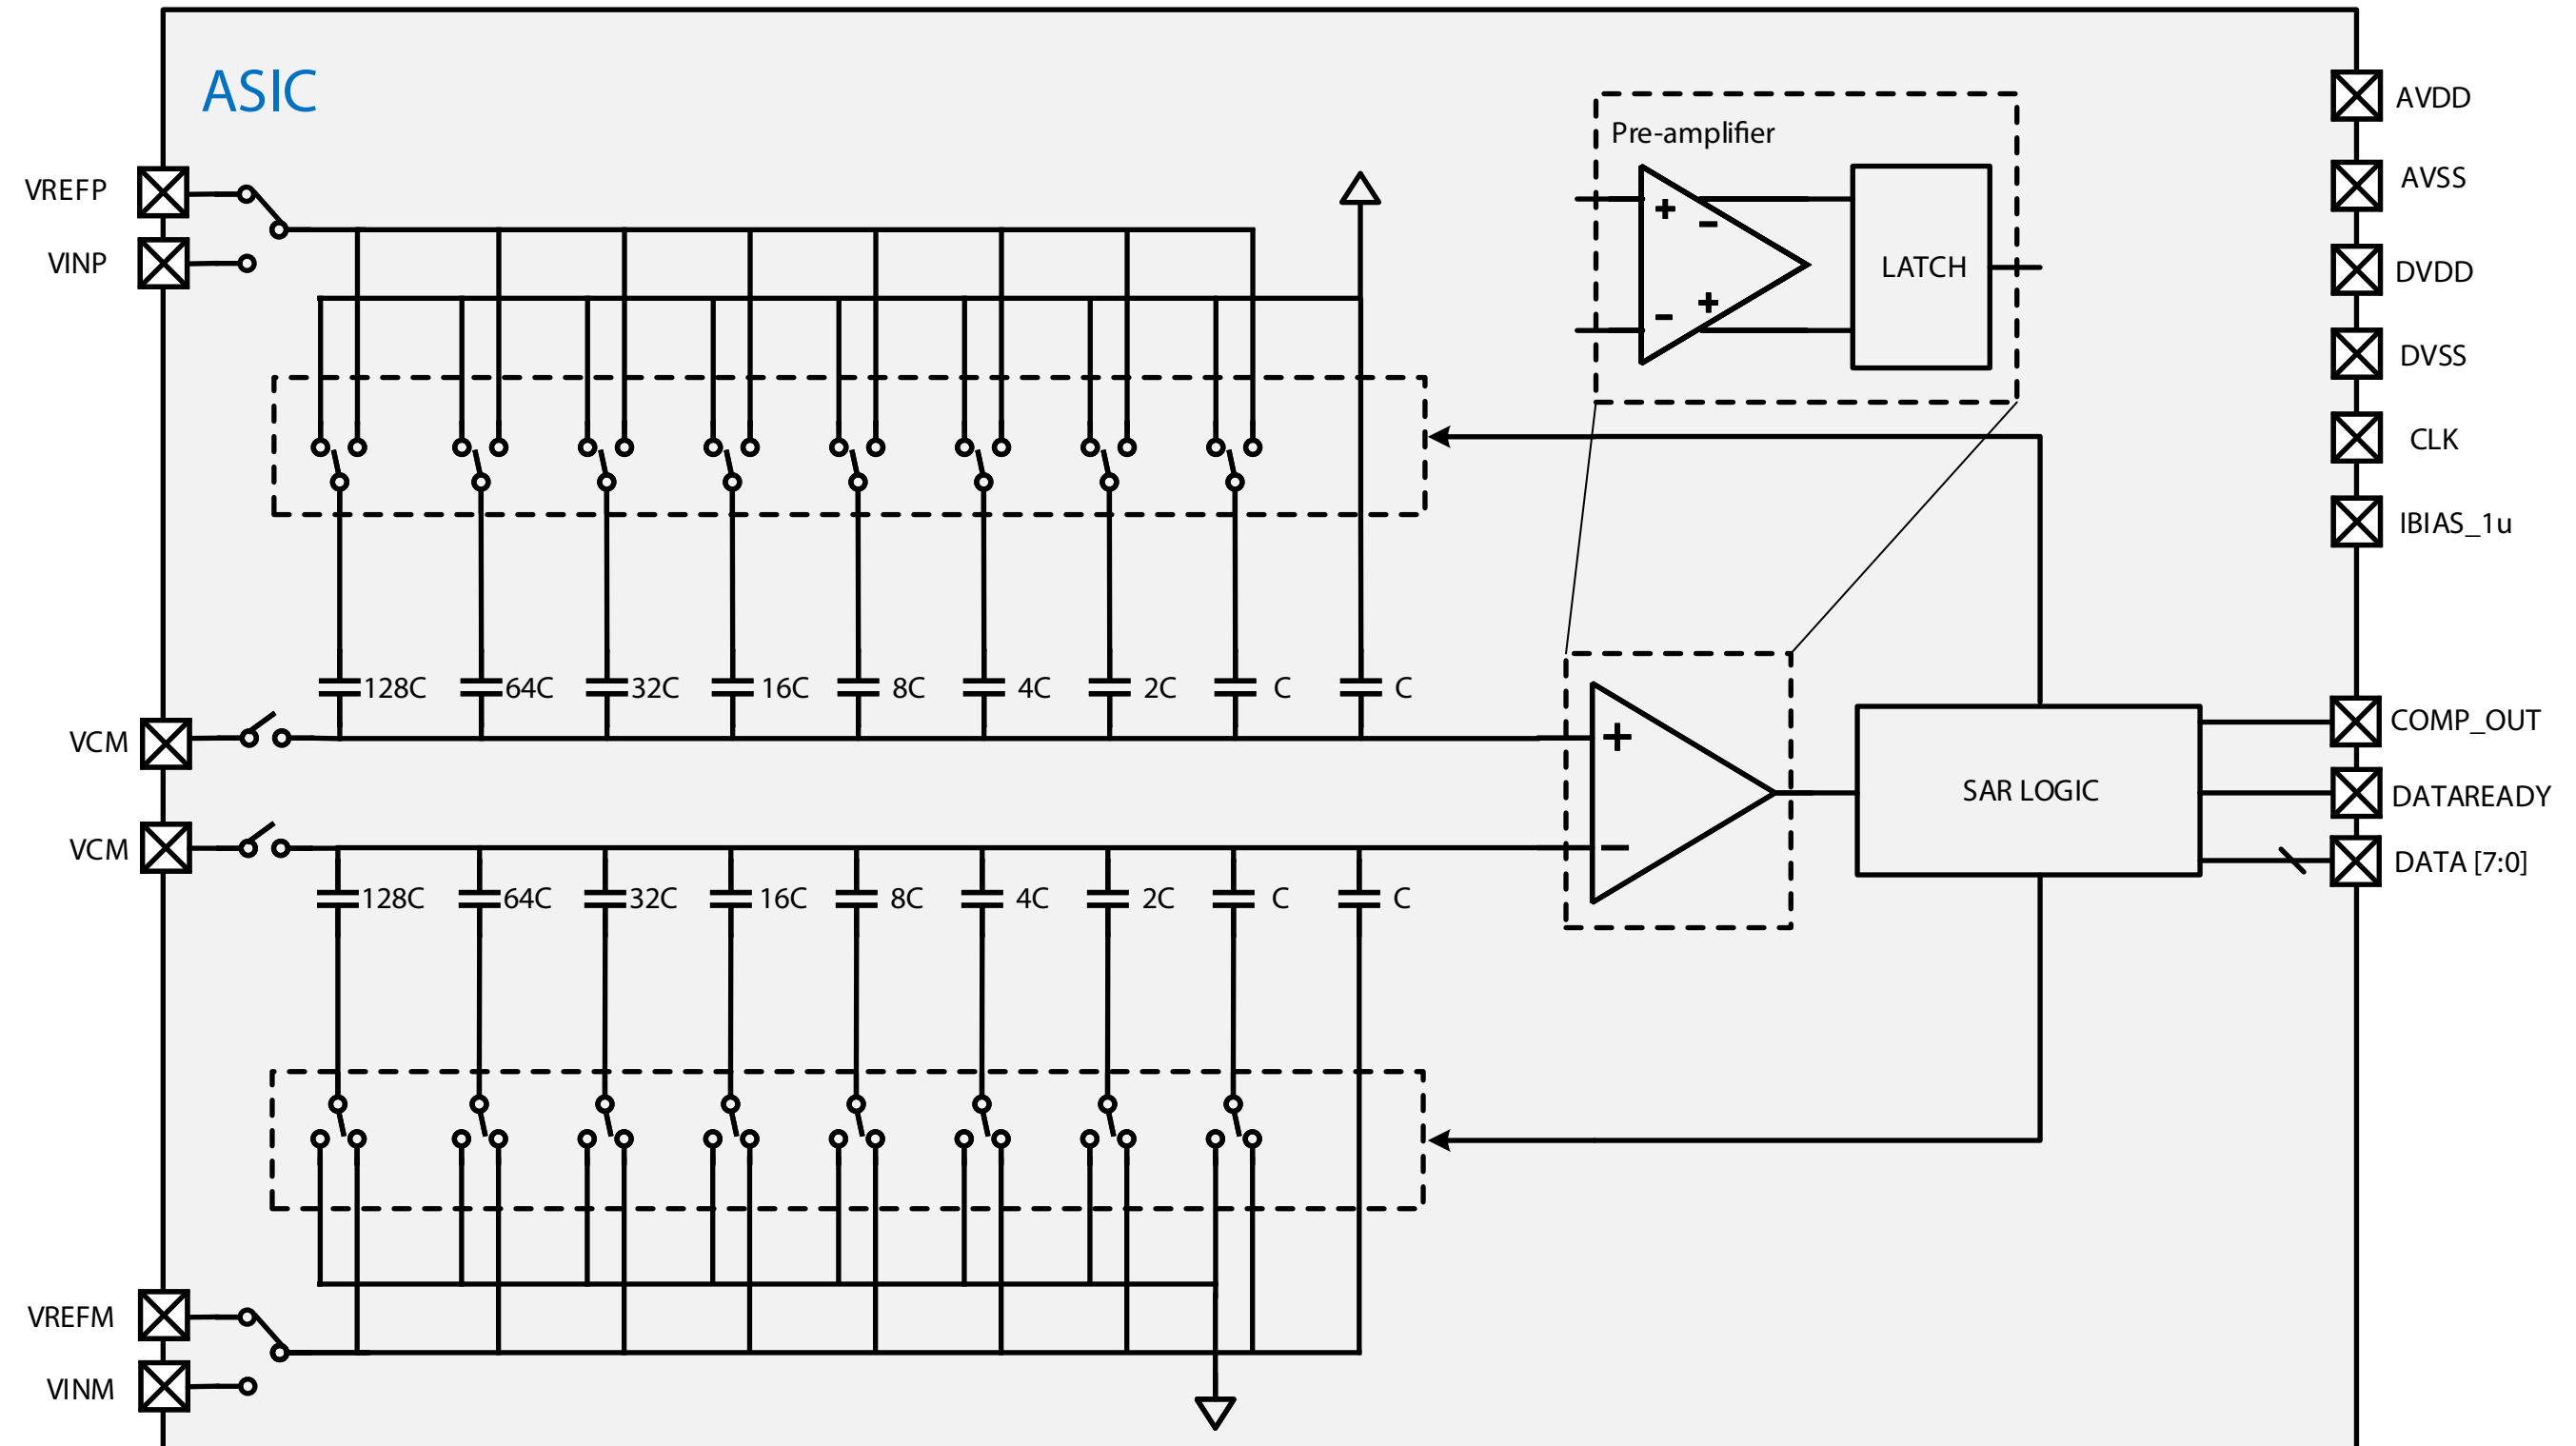 ASIC
AVDD
Pre-amplifier
+
−
LATCH
−
+
VREFP
AVSS
VINP
DVDD
DVSS
CLK
IBIAS_1u
128C 64C 32C 16C 8C 4C 2C C C
VCM
+
COMP_OUT
SAR LOGIC
DATAREADY
VCM
−
DATA [7:0]
128C 64C 32C 16C 8C 4C 2C C C
VREFM
VINM